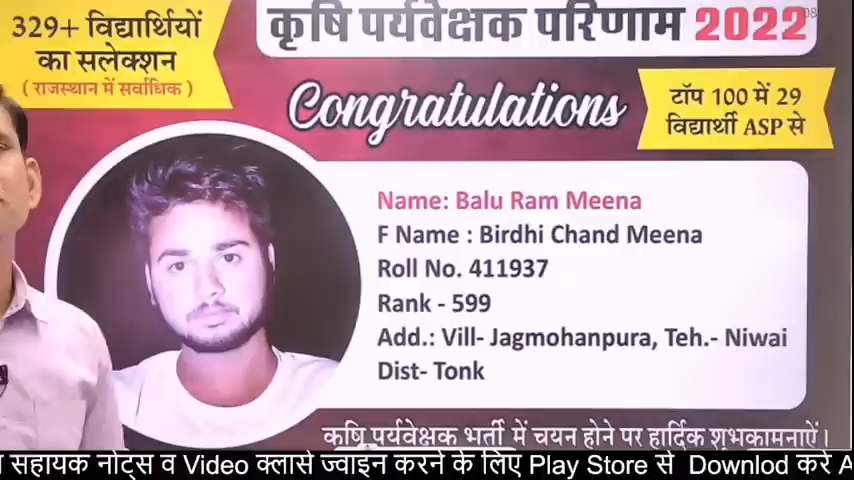 329+ विद्यार्थियों
का सलेक्शन
( राजस्थान में सर्वाधिक )
कृषि पर्यवेक्षक परिणाम 2022
Congratulations
टॉप 100 में 29
विद्यार्थी ASP से
Name: Balu Ram Meena
F Name : Birdhi Chand Meena
Roll No. 411937
Rank - 599
Add.: Vill- Jagmohanpura, Teh.- Niwai
Dist- Tonk
कृषि पर्यवेक्षक भर्ती में चयन होने पर हार्दिक शुभकामनाऐं।
सहायक नोट्स व Video क्लासे ज्वाइन करने के लिए Play Store से Downlod करे